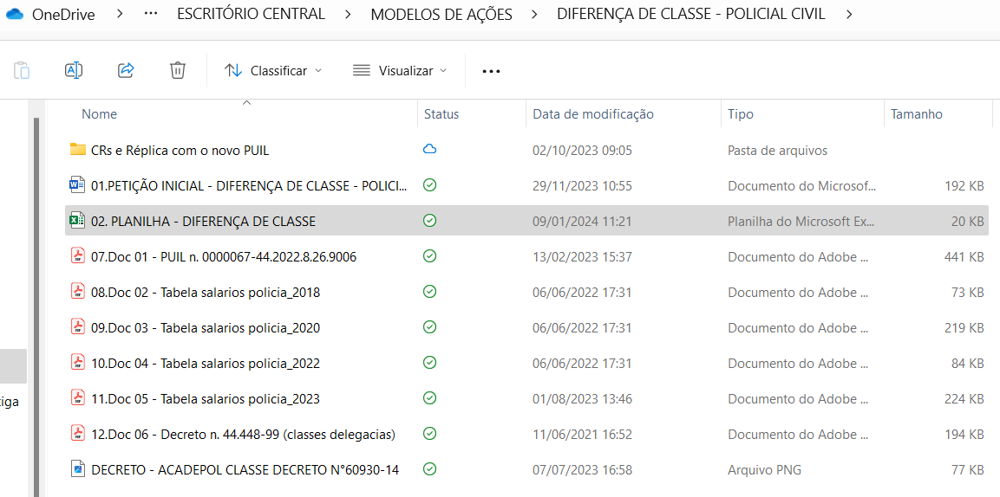 OneDrive > ... ESCRITÓRIO CENTRAL > MODELOS DE AÇÕES > DIFERENÇA DE CLASSE - POLICIAL CIVIL >
Classificar Visualizar ...
Nome Status Data de modificação Tipo Tamanho
CRs e Réplica com o novo PUIL 02/10/2023 09:05 Pasta de arquivos
01.PETIÇÃO INICIAL - DIFERENÇA DE CLASSE - POLICI... 29/11/2023 10:55 Documento do Microsof... 192 KB
02. PLANILHA - DIFERENÇA DE CLASSE 09/01/2024 11:21 Planilha do Microsoft Ex... 20 KB
07.Doc 01 - PUIL n. 0000067-44.2022.8.26.9006 13/02/2023 15:37 Documento do Adobe ... 441 KB
08.Doc 02 - Tabela salarios policia_2018 06/06/2022 17:31 Documento do Adobe ... 73 KB
09.Doc 03 - Tabela salarios policia_2020 06/06/2022 17:31 Documento do Adobe ... 219 KB
10.Doc 04 - Tabela salarios policia_2022 06/06/2022 17:31 Documento do Adobe ... 84 KB
tiga
11.Doc 05 - Tabela salarios policia_2023 01/08/2023 13:46 Documento do Adobe ... 224 KB
12.Doc 06 - Decreto n. 44.448-99 (classes delegacias) 11/06/2021 16:52 Documento do Adobe ... 194 KB
DECRETO - ACADEPOL CLASSE DECRETO N°60930-14 07/07/2023 16:58 Arquivo PNG 77 KB